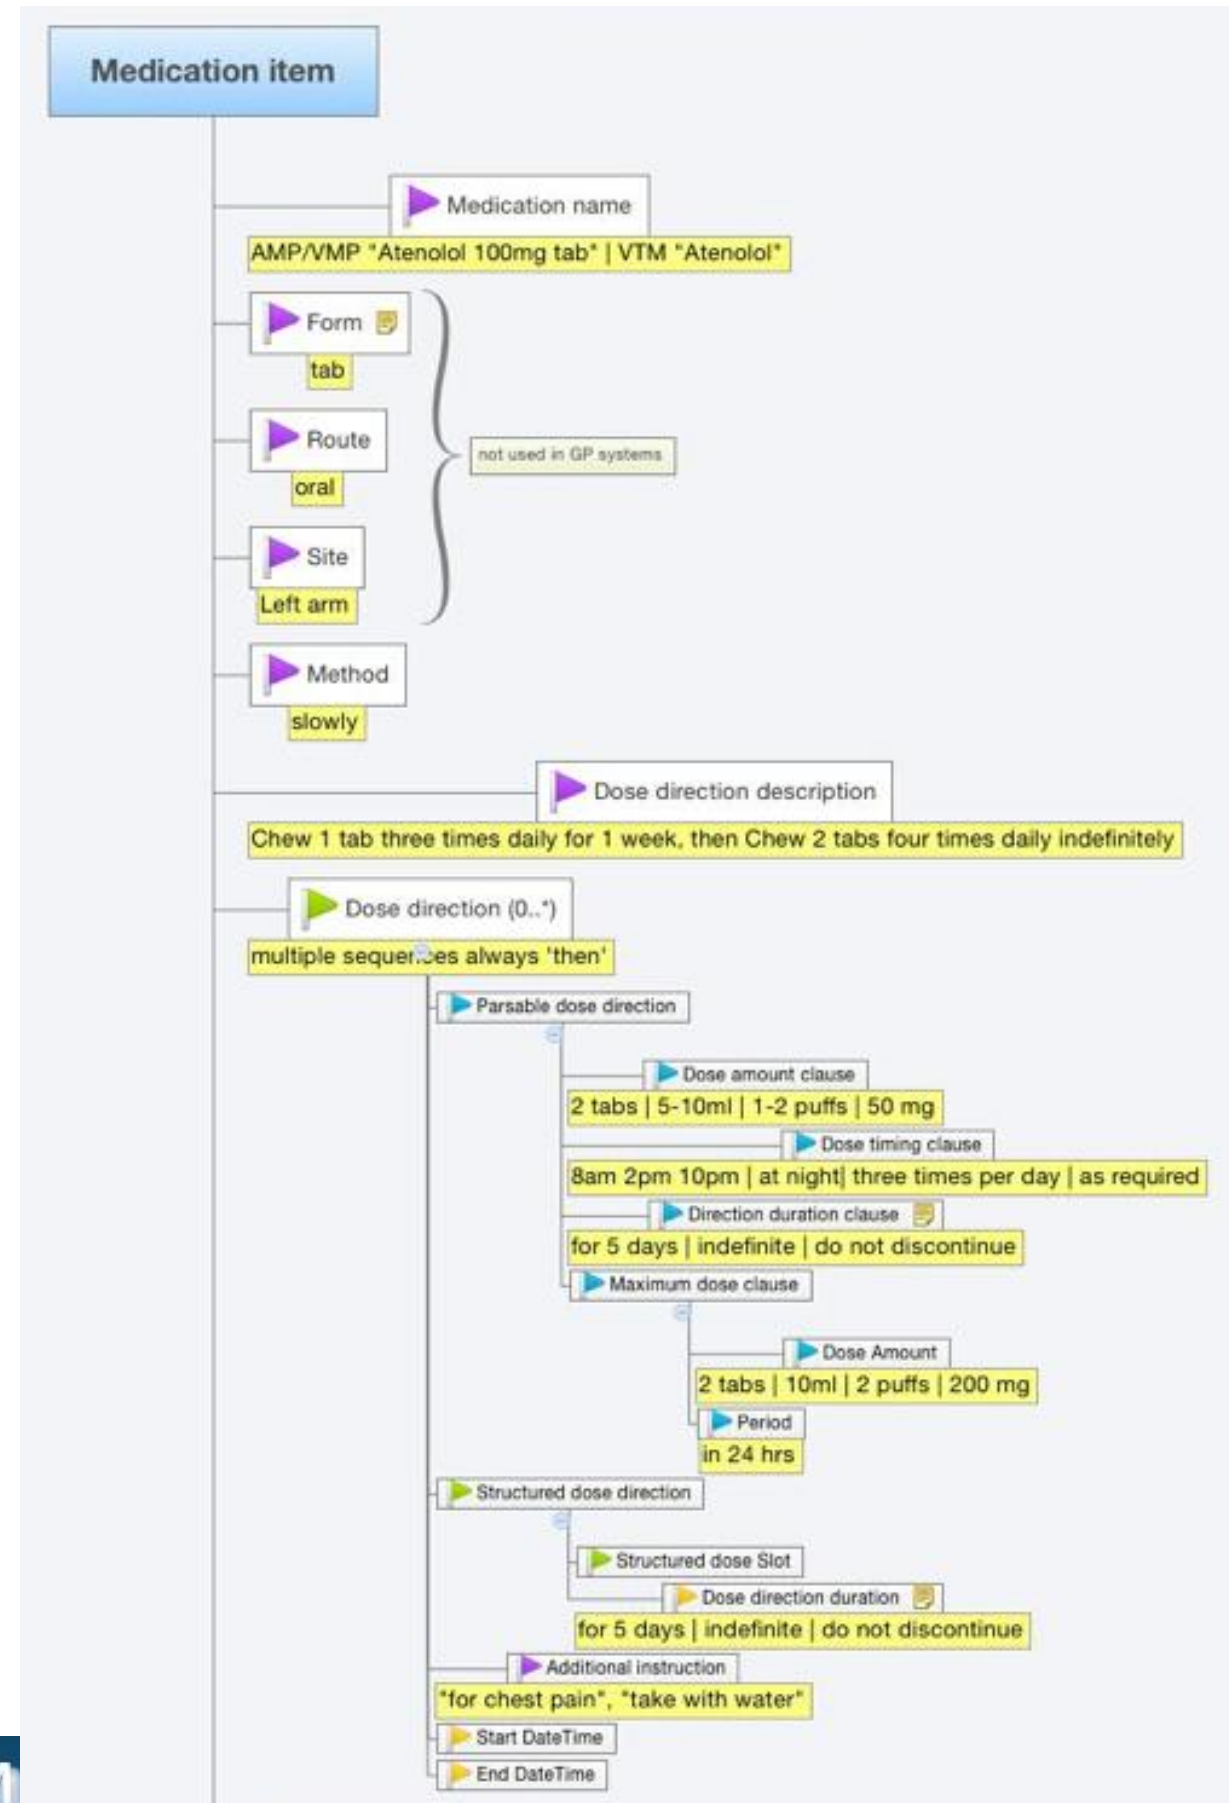 Medication item
Medication name
AMP/VMP "Atenolol 100mg tab" | VTM "Atenolol"
Form
tab
Route
oral
not used in GP systems
Site
Left arm
Method
slowly
Dose direction description
Chew 1 tab three times daily for 1 week, then Chew 2 tabs four times daily indefinitely
Dose direction (0..*)
multiple sequences always 'then'
Parsable dose direction
Dose amount clause
2 tabs | 5-10ml | 1-2 puffs | 50 mg
Dose timing clause
8am 2pm 10pm | at night| three times per day | as required
Direction duration clause
for 5 days | indefinite | do not discontinue
Maximum dose clause
Dose Amount
2 tabs | 10ml | 2 puffs | 200 mg
Period
in 24 hrs
Structured dose direction
Structured dose Slot
Dose direction duration
for 5 days | indefinite | do not discontinue
Additional instruction
"for chest pain", "take with water"
Start DateTime
End DateTime